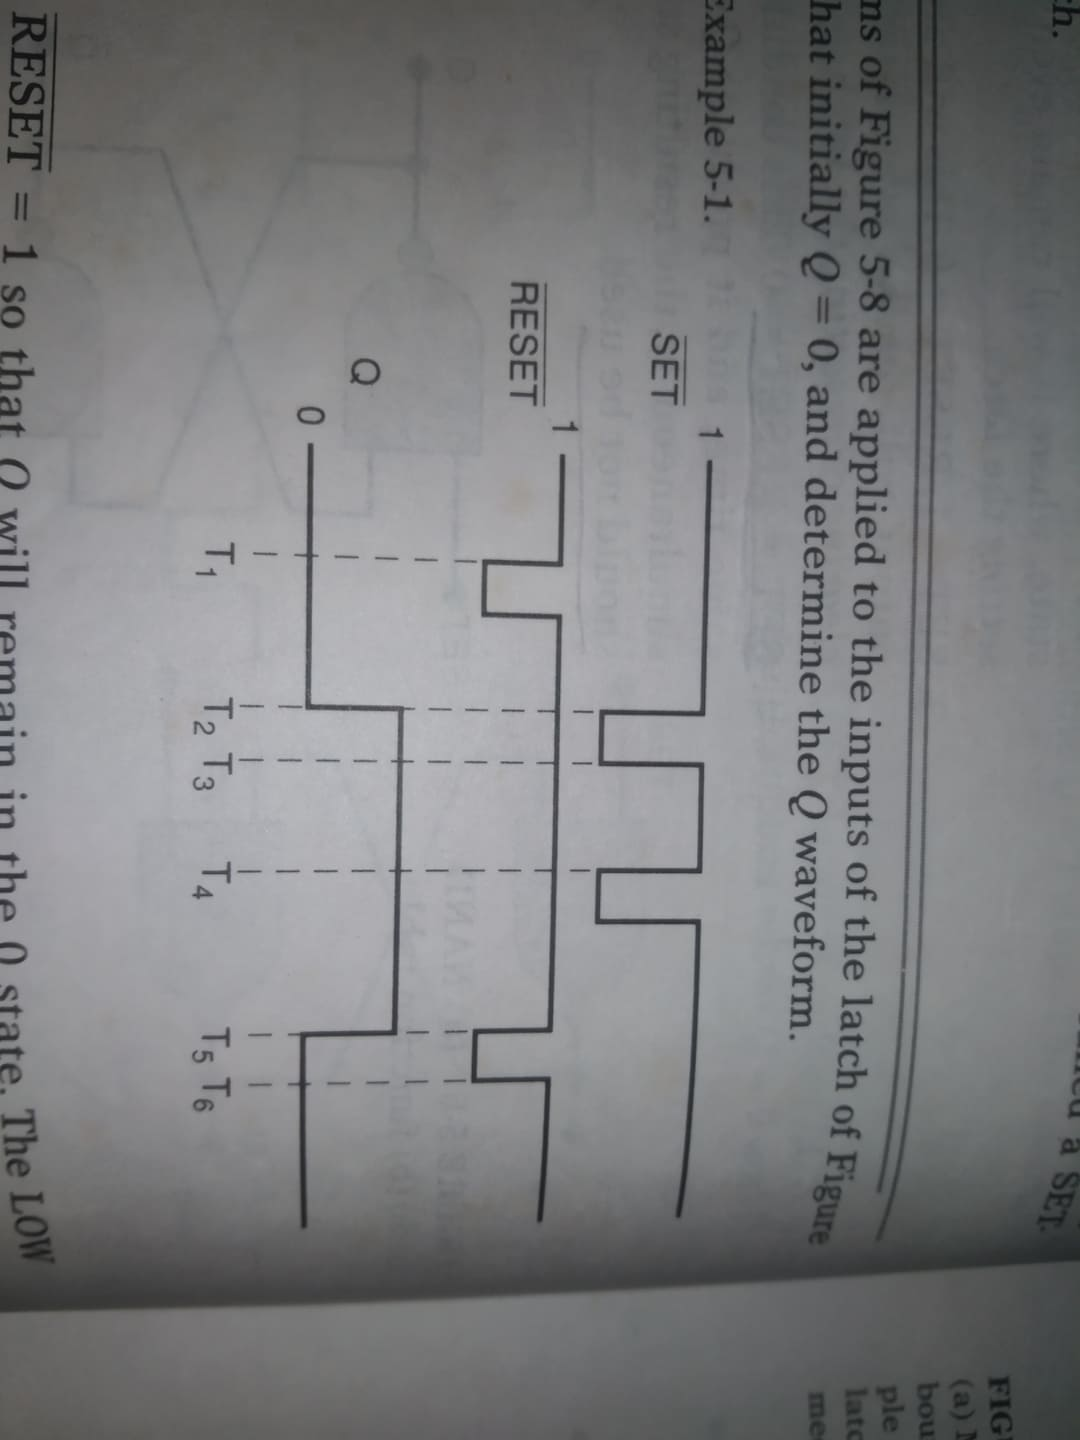 ch.
a SET.
ms of Figure 5-8 are applied to the inputs of the latch of Figure
hat initially Q = 0, and determine the Q waveform.
Example 5-1.
1
SET
1
RESET
Q
0
T1 T2 T3 T4 T5 T6
RESET = 1 so that Q will remain in the 0 state. The LOW
FIG
(a)
bou
ple
latc
me